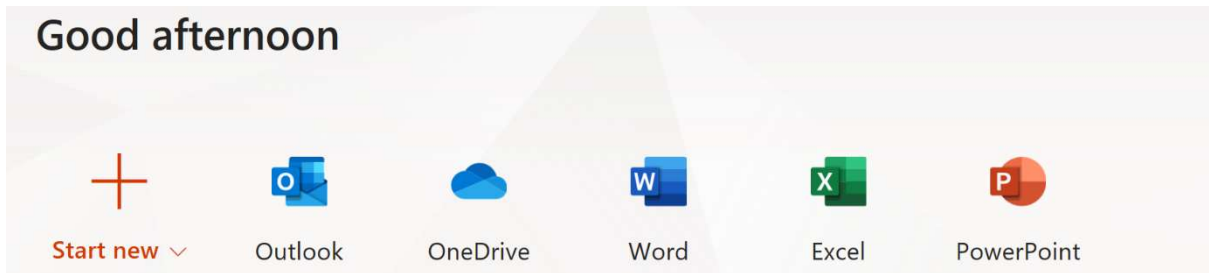 Good afternoon
O W X P
Start new Outlook OneDrive Word Excel PowerPoint